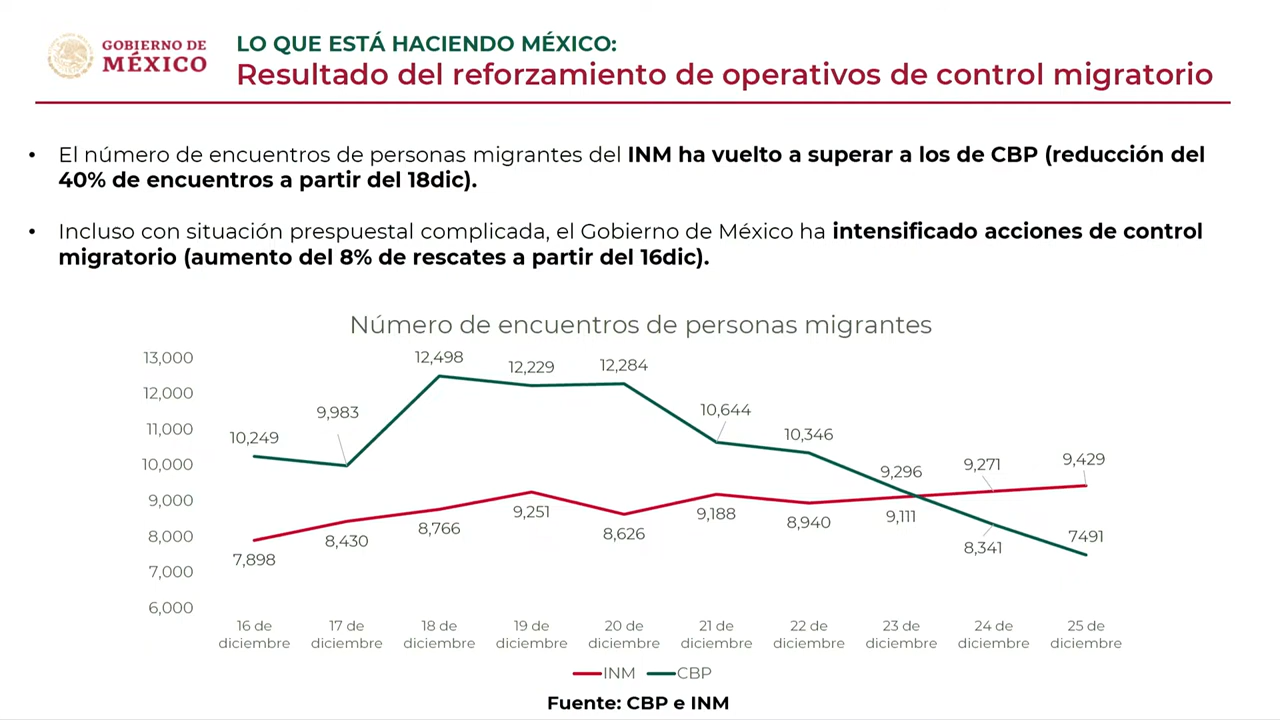 GOBIERNO DE
MÉXICO
LO QUE ESTÁ HACIENDO MÉXICO:
Resultado del reforzamiento de operativos de control migratorio
• El número de encuentros de personas migrantes del INM ha vuelto a superar a los de CBP (reducción del
40% de encuentros a partir del 18dic).
• Incluso con situación prespuestal complicada, el Gobierno de México ha intensificado acciones de control
migratorio (aumento del 8% de rescates a partir del 16dic).
Número de encuentros de personas migrantes
13,000
12,000
11,000
10,000
9,000
8,000
7,000
6,000
10,249
9,983
12,498
12,229
12,284
10,644
10,346
9,296
8,341
7491
7,898
8,430
8,766
9,251
8,626
9,188
8,940
9,111
9,271
9,429
16 de
diciembre
17 de
diciembre
18 de
diciembre
19 de
diciembre
20 de
diciembre
21 de
diciembre
22 de
diciembre
23 de
diciembre
24 de
diciembre
25 de
diciembre
INM CBP
Fuente: CBP e INM